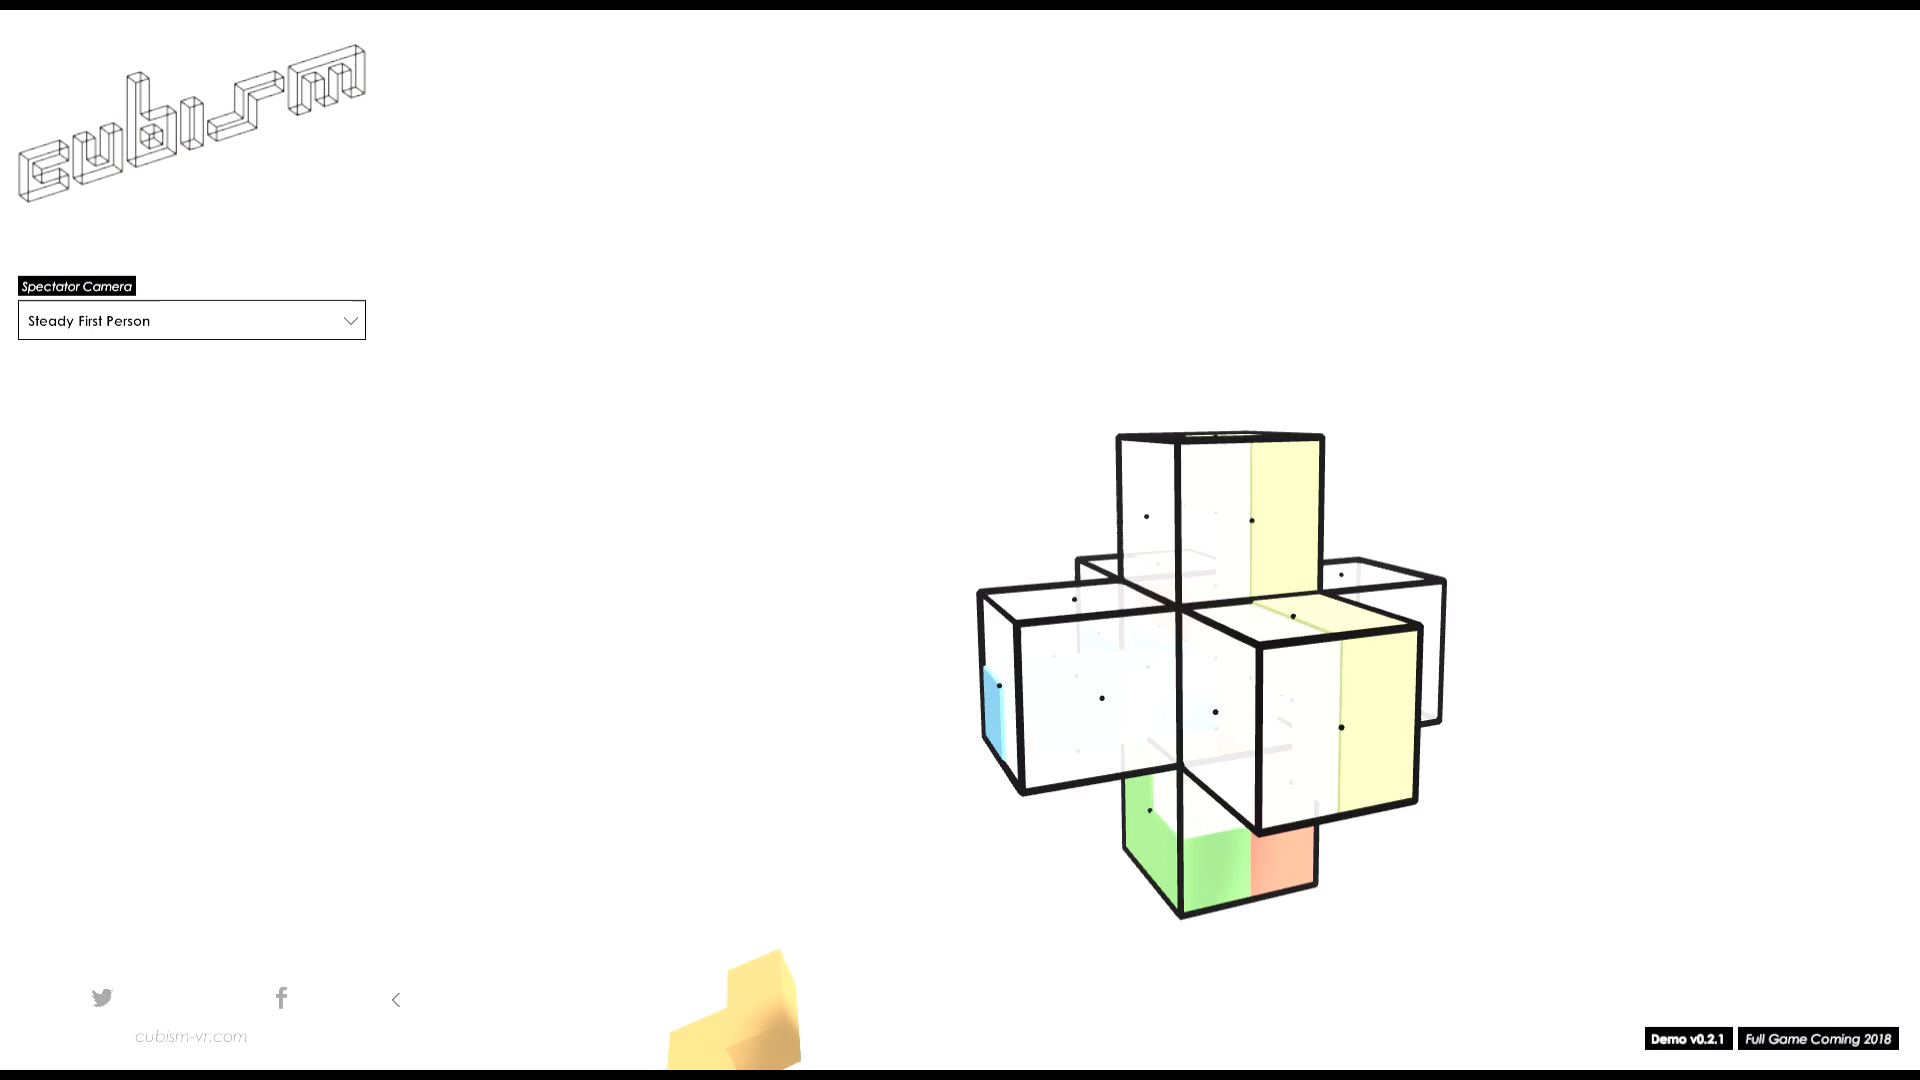 cubism
Spectator Camera
Steady First Person
cubism-vr.com
Demo v0.2.1
Full Game Coming 2018